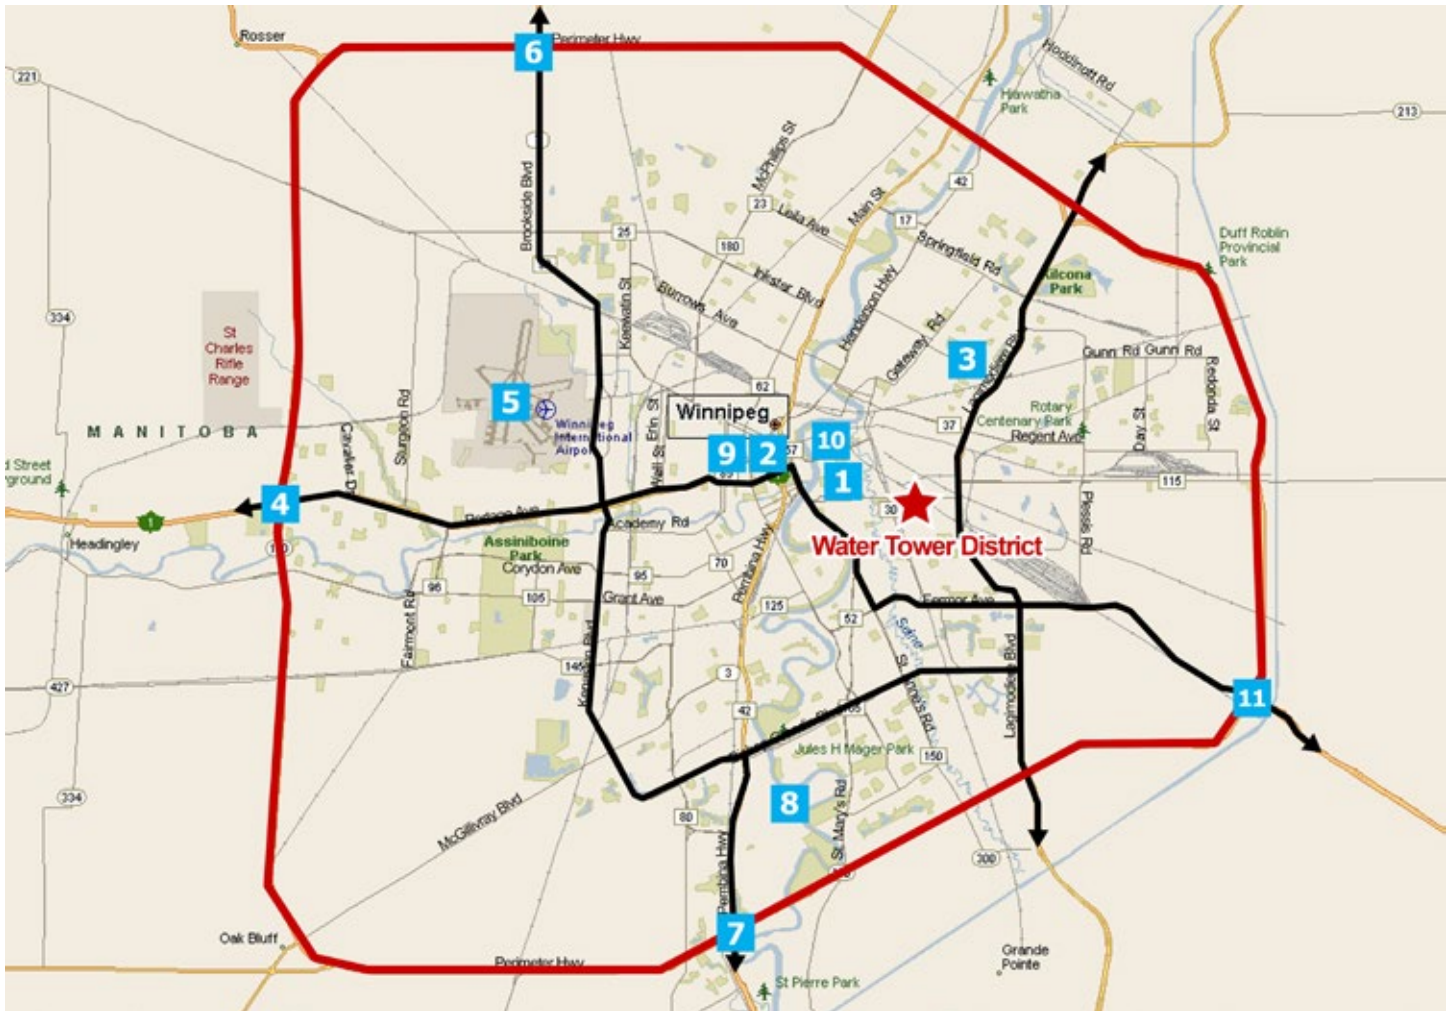 Rosser
6
Perimeter Hwy
Hoddinott Rd
221
Hiawatha
Park
213
McPhillips St
Brookside Blvd
42
23
Leila Ave
Main St
17
25
180
Springfield Rd
Duff Roblin
Provincial
Park
Inkster Blvd
Henderson Hwy
Kilcona
Park
Keewatin St
Burrows Ave
334
St
Charles
Rifle
Range
Gateway Rd
3
Gunn Rd
Gunn Rd
Redonda St
62
5
Winnipeg
Winnipeg
International
Airport
MANITOBA
Sturgeon Rd
Erin St
Wall St
Rotary
Centenary Park
37
Regent Ave
Day St
9
2
57
10
1
115
4
1
30
Plessis Rd
Portage Ave
Academy Rd
Water Tower District
Headingley
Assiniboine
Park
Corydon Ave
96
95
70
Pembina Hwy
105
Grant Ave
125
52
Fermor Ave
Fairmont Rd
Seine
427
145
3
42
St. Anne's Rd
Lagimodiere Blvd
11
Jules H Mager Park
150
334
McGillivray Blvd
8
80
St. Mary's Rd
300
Pembina Hwy
7
Oak Bluff
Perimeter Hwy
Grande
Pointe
St Pierre Park